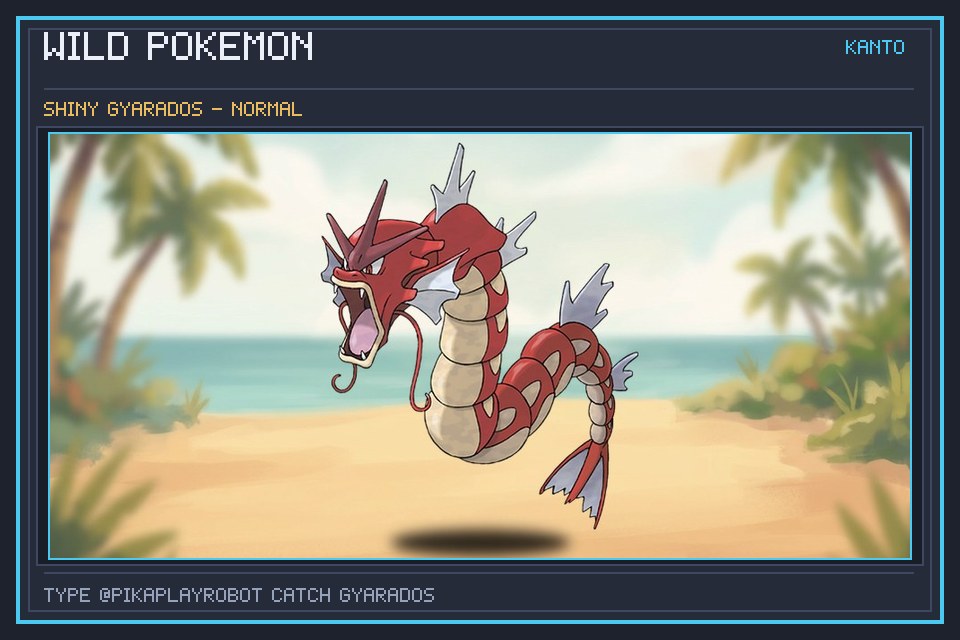 WILD POKEMON
KANTO
SHINY GYARADOS - NORMAL
TYPE @PIKAPLAYROBOT CATCH GYARADOS